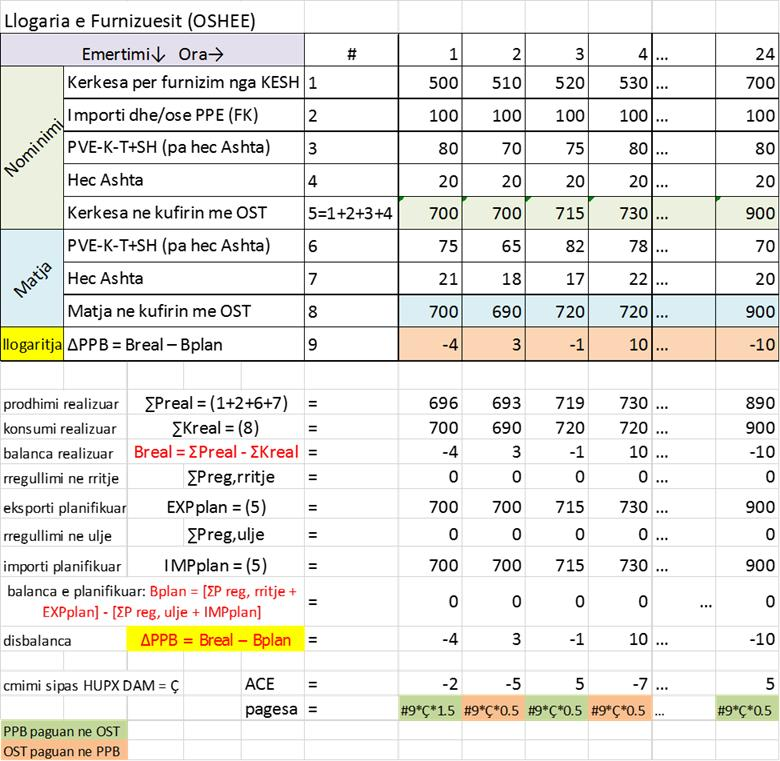 Llogaria e Furnizuesit (OSHEE)
Emertimi↓ Ora→ # 1 2 3 4 ... 24
Nominimi
Kerkesa per furnizim nga KESH 1 500 510 520 530 ... 700
Importi dhe/ose PPE (FK) 2 100 100 100 100 ... 100
PVE-K-T+SH (pa hec Ashta) 3 80 70 75 80 ... 80
Hec Ashta 4 20 20 20 20 ... 20
Kerkesa ne kufirin me OST 5=1+2+3+4 700 700 715 730 ... 900
Matja
PVE-K-T+SH (pa hec Ashta) 6 75 65 82 78 ... 70
Hec Ashta 7 21 18 17 22 ... 20
Matja ne kufirin me OST 8 700 690 720 720 ... 900
llogaritja ΔPPB = Breal – Bplan 9 -4 3 -1 10 ... -10
prodhimi realizuar ∑Preal = (1+2+6+7) = 696 693 719 730 ... 890
konsumi realizuar ∑Kreal = (8) = 700 690 720 720 ... 900
balanca realizuar Breal = ΣPreal - ΣKreal = -4 3 -1 10 ... -10
rregullimi ne rritje ∑Preg,rritje = 0 0 0 0 ... 0
eksporti planifikuar EXPplan = (5) = 700 700 715 730 ... 900
rregullimi ne ulje ∑Preg,ulje = 0 0 0 0 ... 0
importi planifikuar IMPplan = (5) = 700 700 715 730 ... 900
balanca e planifikuar: Bplan = [ΣP reg, rritje +
EXPplan] - [ΣP reg, ulje + IMPplan] = 0 0 0 0 ... 0
disbalanca ΔPPB = Breal – Bplan = -4 3 -1 10 ... -10
cmimi sipas HUPX DAM = Ç ACE = -2 -5 5 -7 ... 5
pagesa = #9*Ç*1.5 #9*Ç*0.5 #9*Ç*0.5 #9*Ç*0.5 ... #9*Ç*0.5
PPB paguan ne OST
OST paguan ne PPB